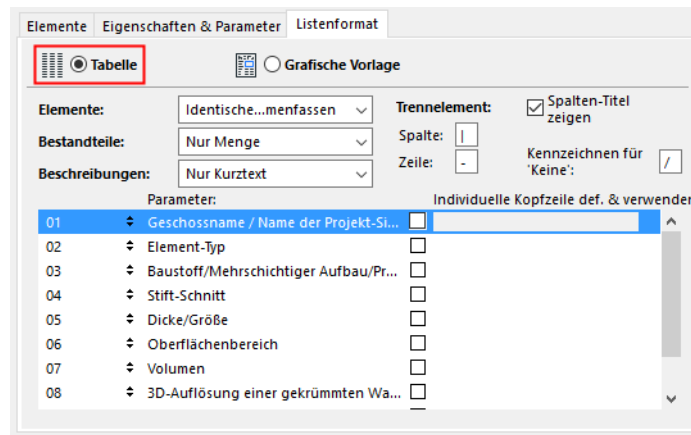 Elemente Eigenschaften & Parameter Listenformat
Tabelle Grafische Vorlage
Elemente: Identische...menfassen Trennelement: Spalten-Titel zeigen
Bestandteile: Nur Menge Spalte: |
Beschreibungen: Nur Kurztext Zeile: - Kennzeichnen für 'Keine': /
Parameter: Individuelle Kopfzeile def. & verwender
01 Geschossname / Name der Projekt-Si...
02 Element-Typ
03 Baustoff/Mehrschichtiger Aufbau/Pr...
04 Stift-Schnitt
05 Dicke/Größe
06 Oberflächenbereich
07 Volumen
08 3D-Auflösung einer gekrümmten Wa...